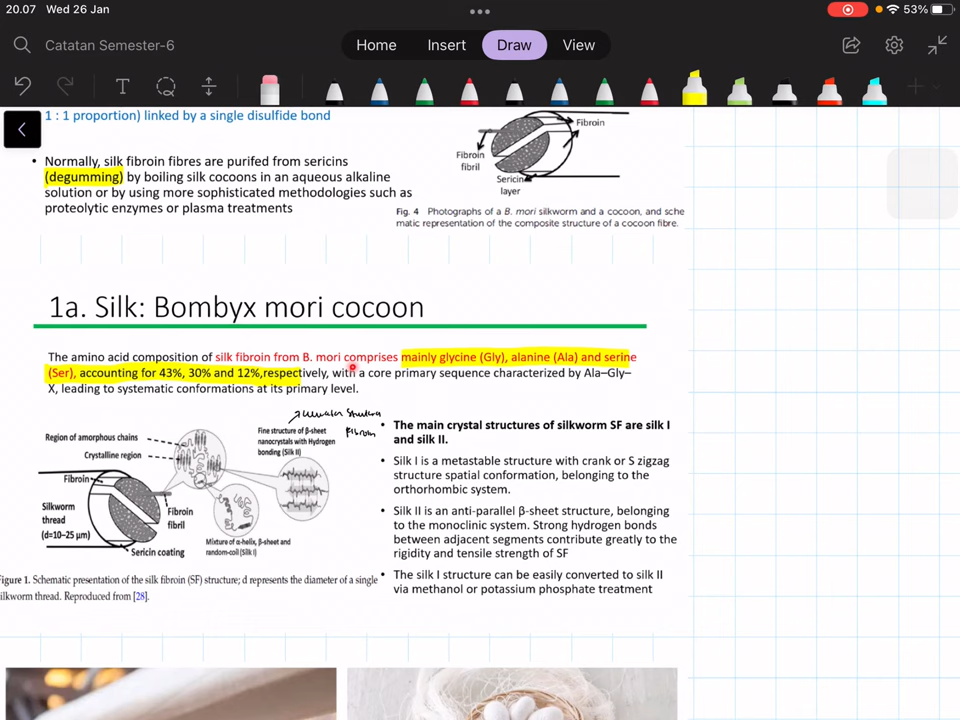 20.07 Wed 26 Jan
53%
Catatan Semester-6
Home Insert Draw View
1 : 1 proportion) linked by a single disulfide bond
• Normally, silk fibroin fibres are purifed from sericins
(degumming) by boiling silk cocoons in an aqueous alkaline
solution or by using more sophisticated methodologies such as
proteolytic enzymes or plasma treatments
Fibroin
Fibroin
fibril
Sericin
layer
Fig. 4 Photographs of a B. mori silkworm and a cocoon, and sche
matic representation of the composite structure of a cocoon fibre.
1a. Silk: Bombyx mori cocoon
The amino acid composition of silk fibroin from B. mori comprises mainly glycine (Gly), alanine (Ala) and serine
(Ser), accounting for 43%, 30% and 12%,respectively, with a core primary sequence characterized by Ala–Gly–
X, leading to systematic conformations at its primary level.
Fibroin
Region of amorphous chains
Crystalline region
Fine structure of β-sheet
nanocrystals with Hydrogen
bonding (Silk II)
Fibroin
Silkworm
thread
(d=10–25 μm)
Fibroin
fibril
Sericin coating
Mixture of α-helix, β-sheet and
random-coil (Silk I)
igure 1. Schematic presentation of the silk fibroin (SF) structure; d represents the diameter of a single
ilkworm thread. Reproduced from [28].
• The main crystal structures of silkworm SF are silk I
and silk II.
• Silk I is a metastable structure with crank or S zigzag
structure spatial conformation, belonging to the
orthorhombic system.
• Silk II is an anti-parallel β-sheet structure, belonging
to the monoclinic system. Strong hydrogen bonds
between adjacent segments contribute greatly to the
rigidity and tensile strength of SF
• The silk I structure can be easily converted to silk II
via methanol or potassium phosphate treatment